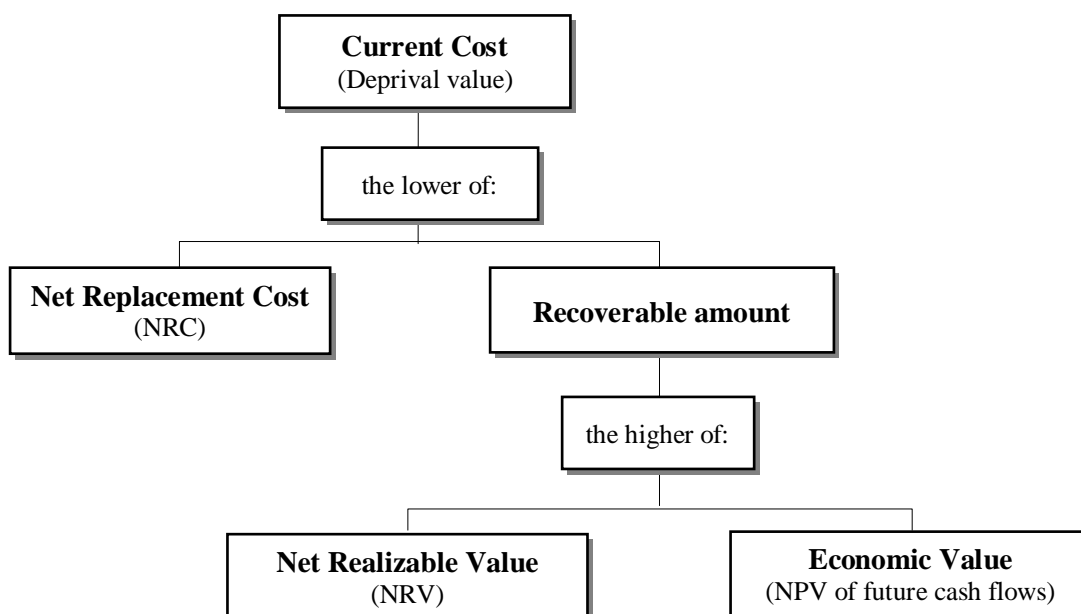 Current Cost
(Deprival value)
the lower of:
Net Replacement Cost
(NRC)
Recoverable amount
the higher of:
Net Realizable Value
(NRV)
Economic Value
(NPV of future cash flows)